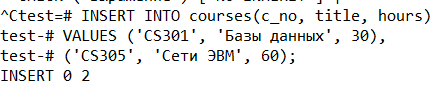 ^Ctest=# INSERT INTO courses(c_no, title, hours)
test-# VALUES ('CS301', 'Базы данных', 30),
test-# ('CS305', 'Сети ЭВМ', 60);
INSERT 0 2